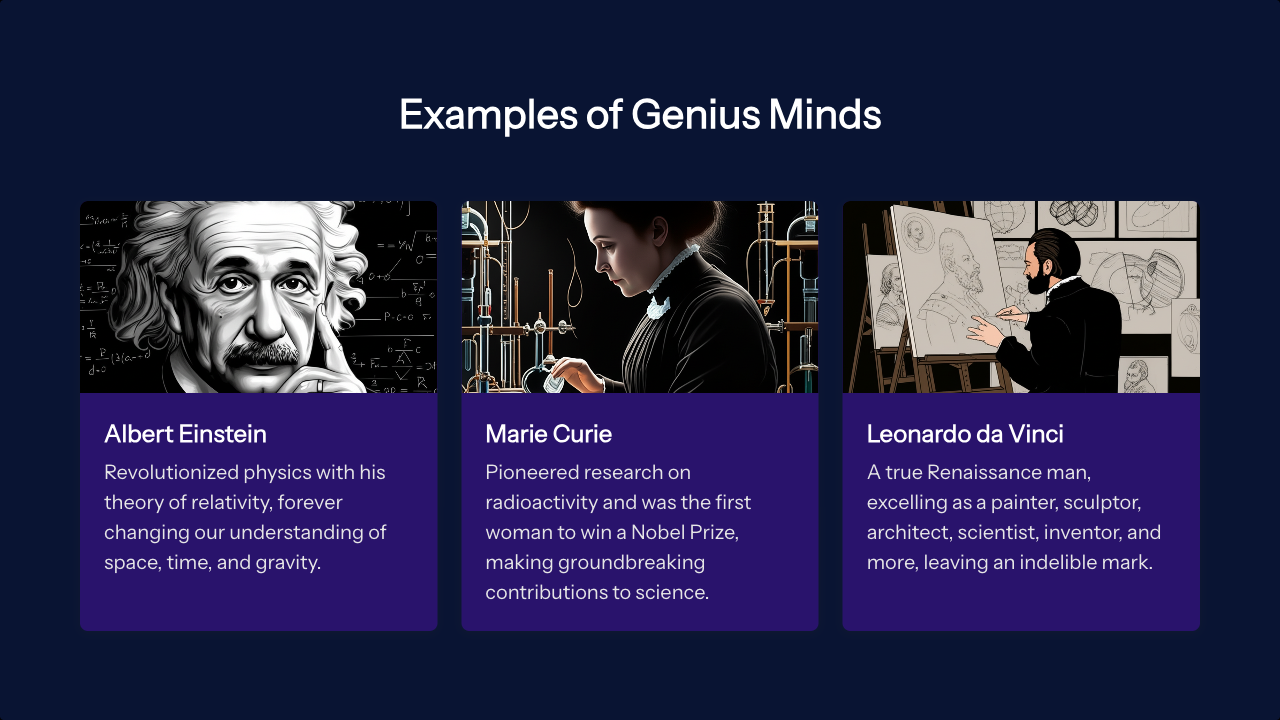 Examples of Genius Minds
Albert Einstein
Revolutionized physics with his
theory of relativity, forever
changing our understanding of
space, time, and gravity.
Marie Curie
Pioneered research on
radioactivity and was the first
woman to win a Nobel Prize,
making groundbreaking
contributions to science.
Leonardo da Vinci
A true Renaissance man,
excelling as a painter, sculptor,
architect, scientist, inventor, and
more, leaving an indelible mark.